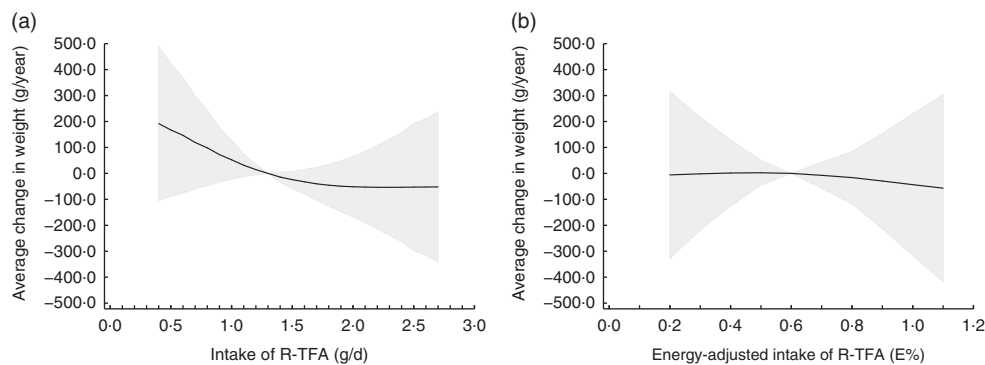 (a)
Average change in weight (g/year)
500·0
400·0
300·0
200·0
100·0
0·0
−100·0
−200·0
−300·0
−400·0
−500·0
0·0 0·5 1·0 1·5 2·0 2·5 3·0
Intake of R-TFA (g/d)
(b)
Average change in weight (g/year)
500·0
400·0
300·0
200·0
100·0
0·0
−100·0
−200·0
−300·0
−400·0
−500·0
0·0 0·2 0·4 0·6 0·8 1·0 1·2
Energy-adjusted intake of R-TFA (E%)